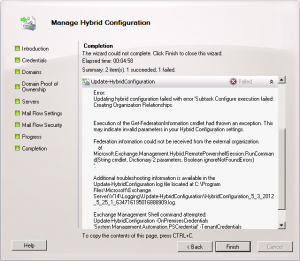 Manage Hybrid Configuration
Introduction
Credentials
Domains
Domain Proof of
Ownership
Servers
Mail Flow Settings
Mail Flow Security
Progress
Completion
Completion
The wizard could not complete. Click Finish to close this wizard.
Elapsed time: 00:04:58
Summary: 2 item(s). 1 succeeded, 1 failed.
Update-HybridConfiguration
Failed
Error:
Updating hybrid configuration failed with error 'Subtask Configure execution failed:
Creating Organization Relationships.
Execution of the Get-FederationInformation cmdlet had thrown an exception. This
may indicate invalid parameters in your Hybrid Configuration settings.
Federation information could not be received from the external organization.
at
Microsoft.Exchange.Management.Hybrid.RemotePowershellSession.RunComman
d(String cmdlet, Dictionary`2 parameters, Boolean ignoreNotFoundErrors)
'.
Additional troubleshooting information is available in the
Update-HybridConfiguration log file located at C:\Program
Files\Microsoft\Exchange
Server\V14\Logging\Update-HybridConfiguration\HybridConfiguration_5_3_2012
Exchange Management Shell command attempted:
Update-HybridConfiguration -OnPremisesCredentials
'System.Management.Automation.PSCredential' -TenantCredentials
To copy the contents of this page, press CTRL+C.
Help
< Back
Finish
Cancel